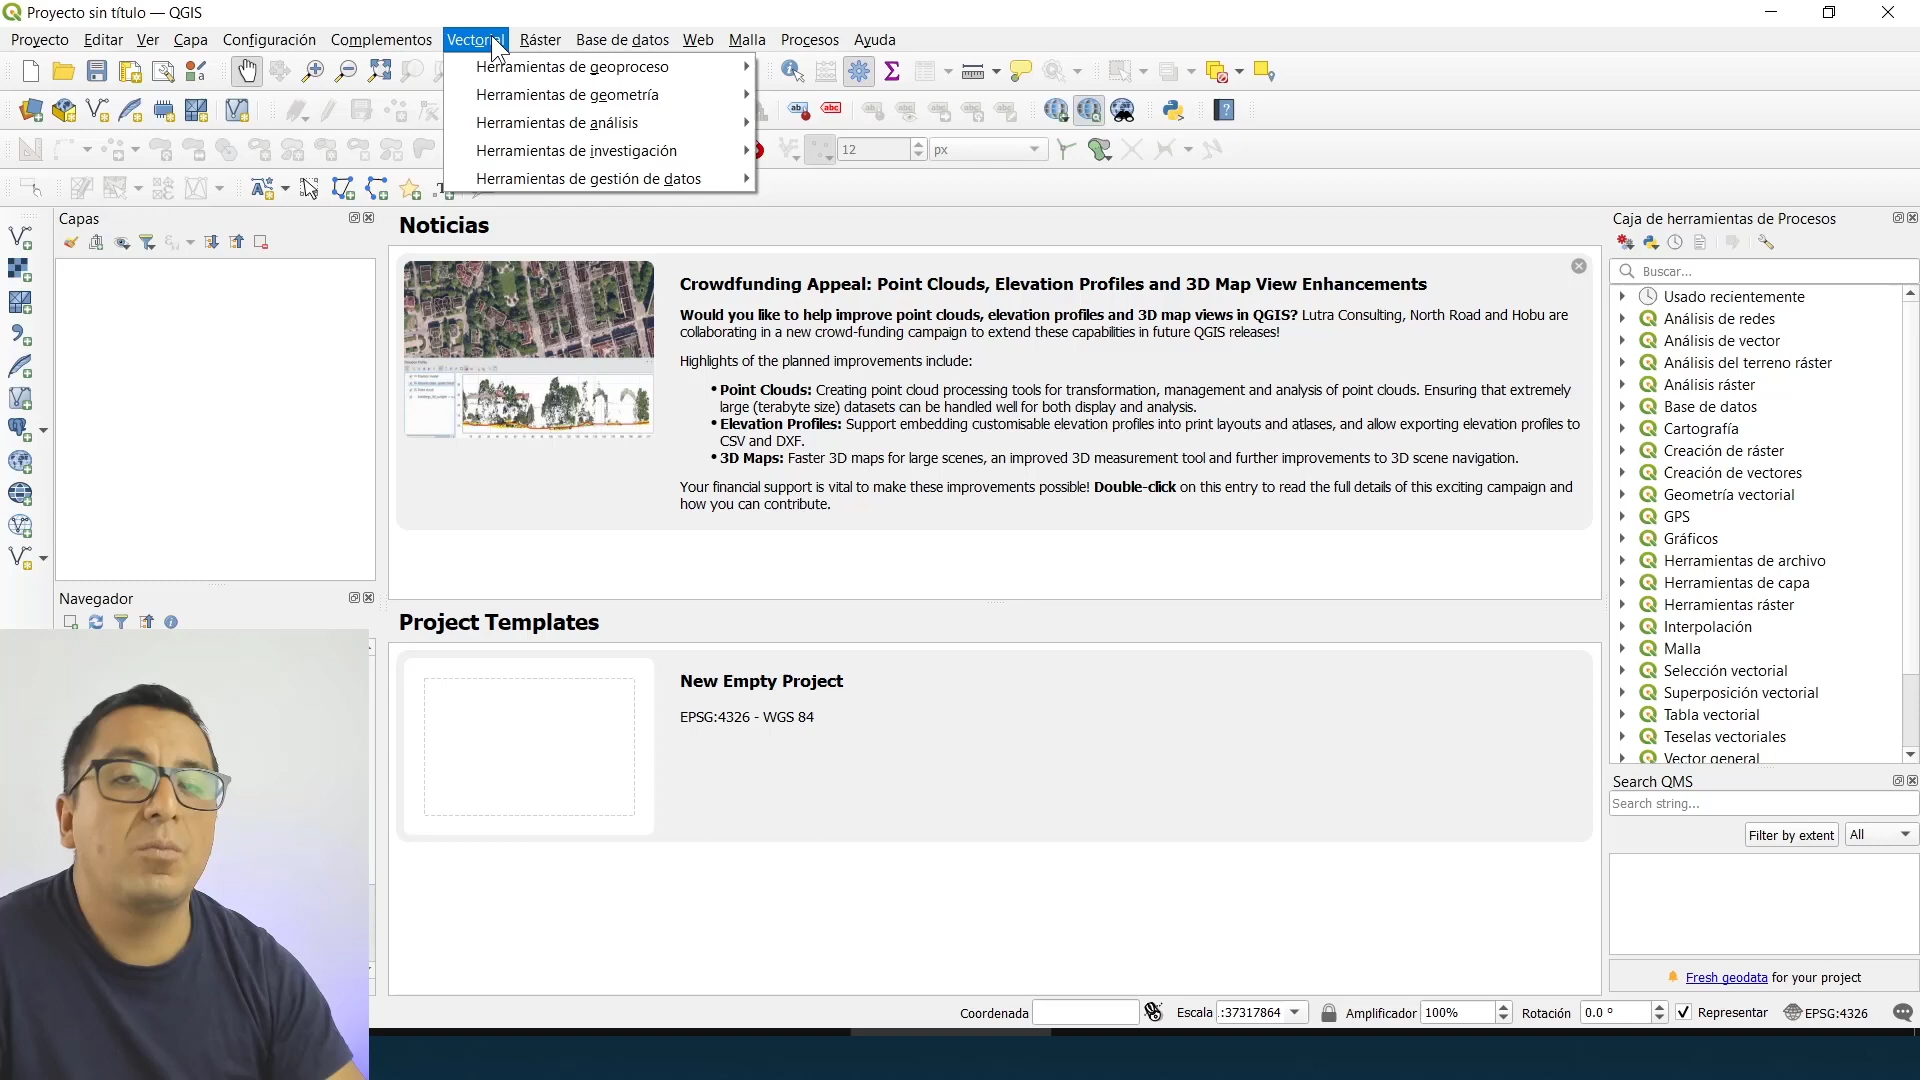 Proyecto sin título — QGIS
Proyecto Editar Ver Capa Configuración Complementos Vectorial Ráster Base de datos Web Malla Procesos Ayuda
Herramientas de geoproceso
Herramientas de geometría
Herramientas de análisis
Herramientas de investigación
Herramientas de gestión de datos
abc abc
12 px
Capas
Noticias
Crowdfunding Appeal: Point Clouds, Elevation Profiles and 3D Map View Enhancements
Would you like to help improve point clouds, elevation profiles and 3D map views in QGIS? Lutra Consulting, North Road and Hobu are
collaborating in a new crowd-funding campaign to extend these capabilities in future QGIS releases!
Highlights of the planned improvements include:
• Point Clouds: Creating point cloud processing tools for transformation, management and analysis of point clouds. Ensuring that extremely
large (terabyte size) datasets can be handled well for both display and analysis.
• Elevation Profiles: Support embedding customisable elevation profiles into print layouts and atlases, and allow exporting elevation profiles to
CSV and DXF.
• 3D Maps: Faster 3D maps for large scenes, an improved 3D measurement tool and further improvements to 3D scene navigation.
Your financial support is vital to make these improvements possible! Double-click on this entry to read the full details of this exciting campaign and
how you can contribute.
Navegador
Project Templates
New Empty Project
EPSG:4326 - WGS 84
Caja de herramientas de Procesos
Buscar...
Usado recientemente
Análisis de redes
Análisis de vector
Análisis del terreno ráster
Análisis ráster
Base de datos
Cartografía
Creación de ráster
Creación de vectores
Geometría vectorial
GPS
Gráficos
Herramientas de archivo
Herramientas de capa
Herramientas ráster
Interpolación
Malla
Selección vectorial
Superposición vectorial
Tabla vectorial
Teselas vectoriales
Vector general
Search QMS
Search string...
Filter by extent All
Fresh geodata for your project
Coordenada Escala :37317864 Amplificador 100% Rotación 0.0 ° Representar EPSG:4326